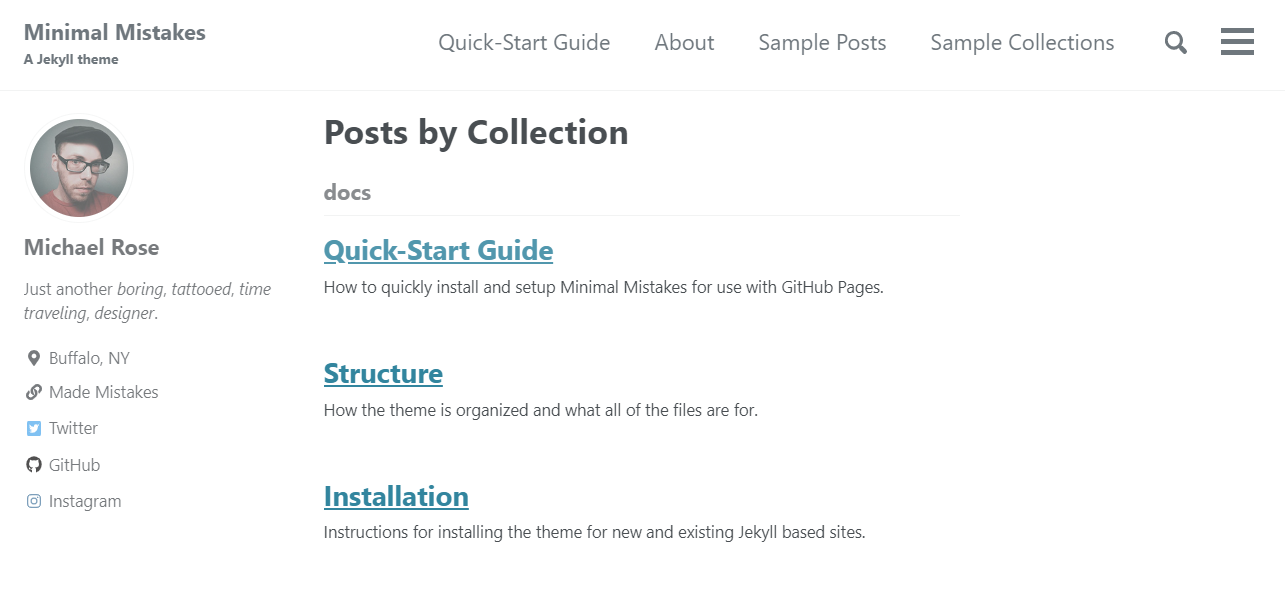 Minimal Mistakes
A Jekyll theme
Quick-Start Guide
About
Sample Posts
Sample Collections
Michael Rose
Just another boring, tattooed, time
traveling, designer.
Buffalo, NY
Made Mistakes
Twitter
GitHub
Instagram
Posts by Collection
docs
Quick-Start Guide
How to quickly install and setup Minimal Mistakes for use with GitHub Pages.
Structure
How the theme is organized and what all of the files are for.
Installation
Instructions for installing the theme for new and existing Jekyll based sites.